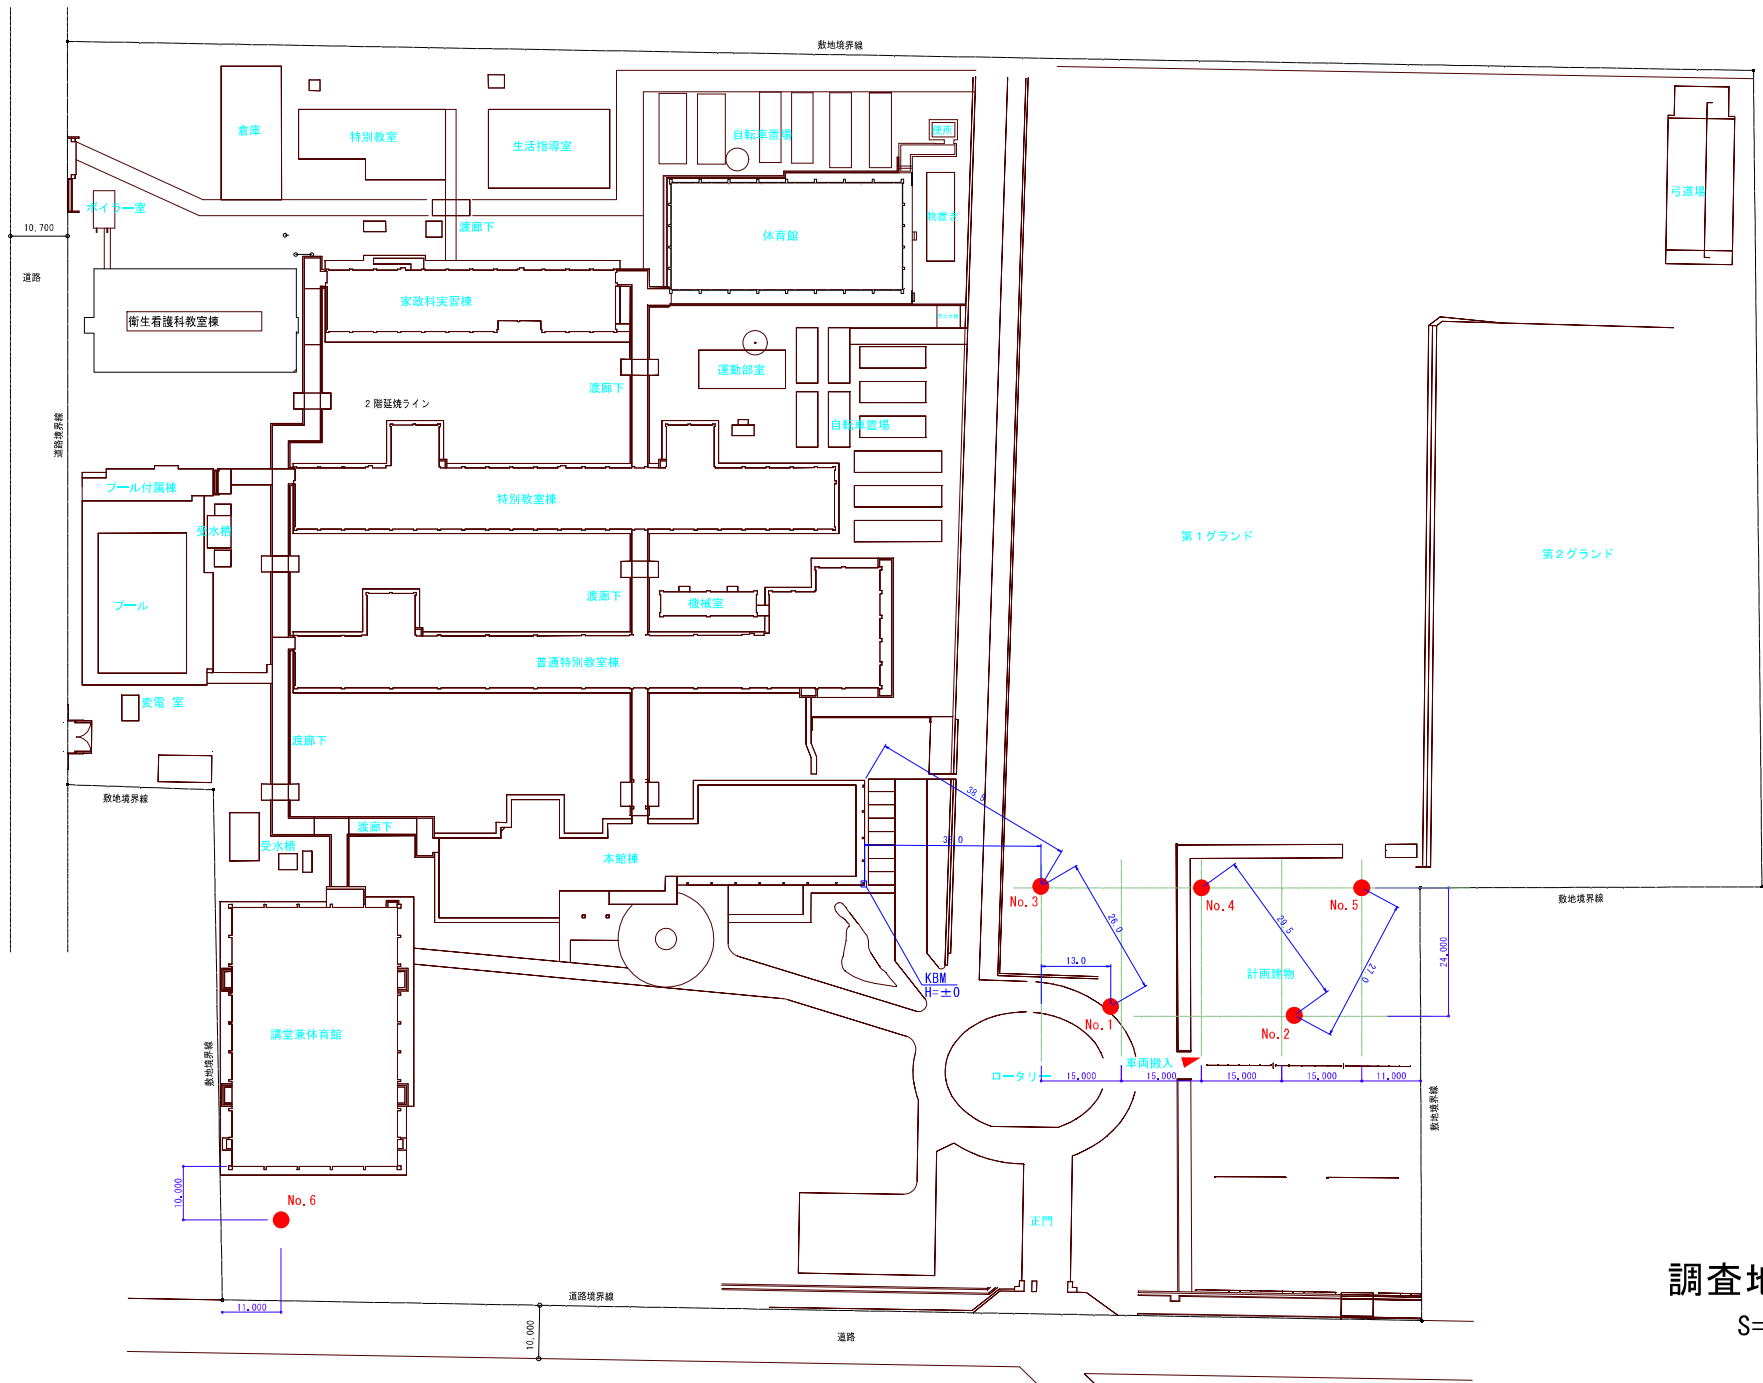 敷地境界線
倉庫
特別教室
生活指導室
自転車置場
便所
弓道場
ボイラー室
渡廊下
物置き
体育館
10,700
道路
家政科実習棟
衛生看護科教室棟
運動部室
渡廊下
2階延焼ライン
自転車置場
道路境界線
プール付属棟
特別教室棟
受水槽
第1グランド
第2グランド
渡廊下
機械室
プール
普通特別教室棟
変電 室
渡廊下
敷地境界線
38.5
渡廊下
受水槽
本館棟
No.3
No.4
No.5
敷地境界線
26.0
29.5
27.0
24,000
13.0
計画建物
KBM
H=±0
No.1
No.2
講堂兼体育館
敷地境界線
ロータリー
車両搬入
15,000
15,000
15,000
15,000
11,000
敷地境界線
10,000
No.6
正門
11,000
道路境界線
10,000
道路
調査
S=